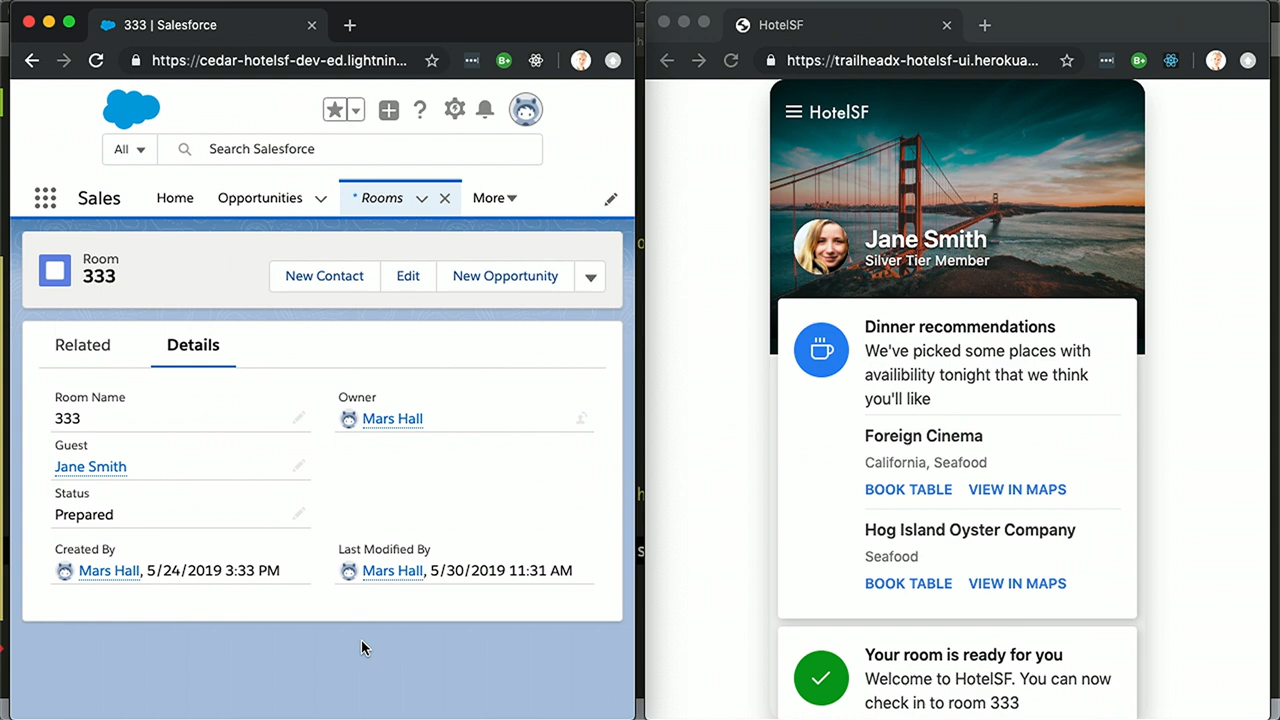 333 | Salesforce
https://cedar-hotelsf-dev-ed.lightnin...
All
Search Salesforce
Sales
Home
Opportunities
* Rooms
More
Room
333
New Contact
Edit
New Opportunity
Related
Details
Room Name
333
Owner
Mars Hall
Guest
Jane Smith
Status
Prepared
Created By
Mars Hall, 5/24/2019 3:33 PM
Last Modified By
Mars Hall, 5/30/2019 11:31 AM
HotelSF
https://trailheadx-hotelsf-ui.herokua...
HotelSF
Jane Smith
Silver Tier Member
Dinner recommendations
We've picked some places with
availibility tonight that we think
you'll like
Foreign Cinema
California, Seafood
BOOK TABLE VIEW IN MAPS
Hog Island Oyster Company
Seafood
BOOK TABLE VIEW IN MAPS
Your room is ready for you
Welcome to HotelSF. You can now
check in to room 333